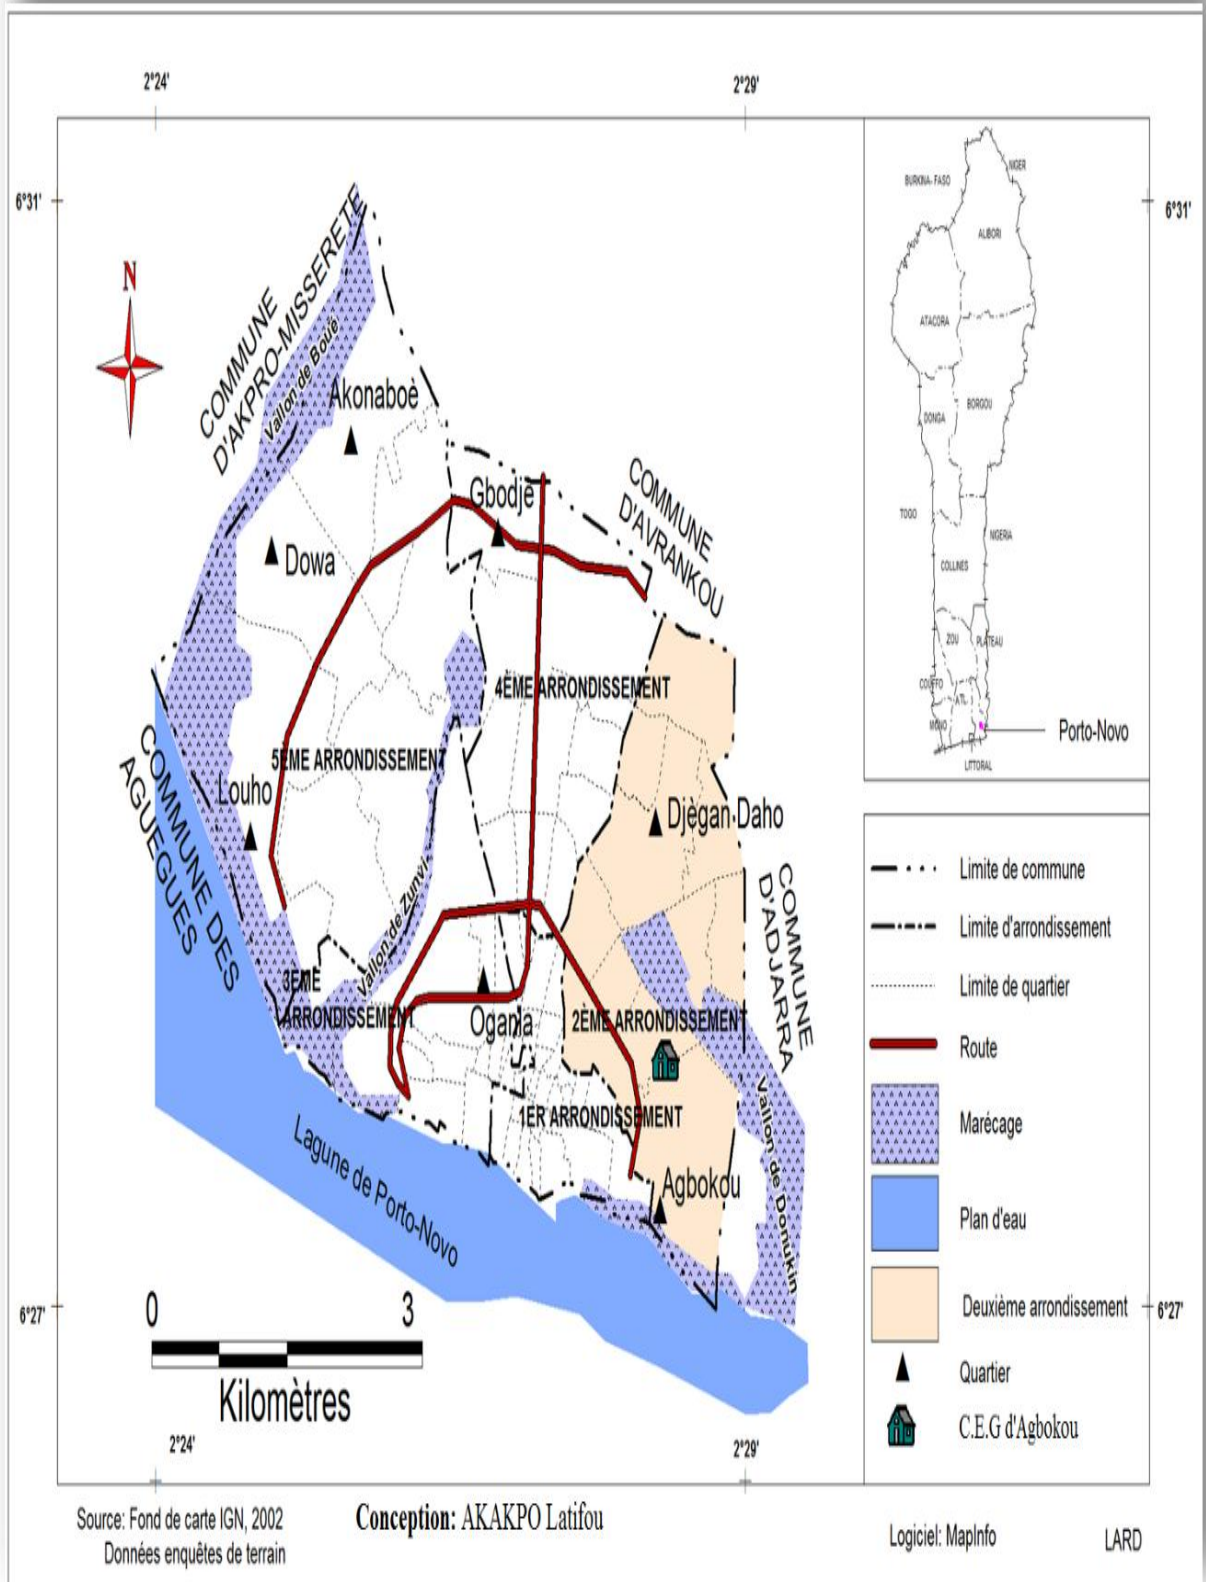 2°24'
2°29'
6°31'
6°31'
N
COMMUNE
D'AKPRO-MISSERETE
Vallon de Boué
Akonaboè
Gbodjè
COMMUNE
D'AVRANKOU
Dowa
4ÈME ARRONDISSEMENT
5EME ARRONDISSEMENT
Louho
COMMUNE DES
AGUEGUES
Djègan-Daho
COMMUNE
D'ADJARRA
Vallon de Zunvi
3EME
ARRONDISSEMENT
Ogania
2ÈME ARRONDISSEMENT
1ER ARRONDISSEMENT
Vallon de Donukin
Agbokou
Lagune de Porto-Novo
0 3
Kilomètres
6°27'
6°27'
2°24'
2°29'
BURKINA-FASO
NIGER
ALIBORI
ATACORA
BORGOU
DONGA
TOGO
NIGERIA
COLLINES
ZOU
PLATEAU
COUFFO
ATL
MONO
Porto-Novo
LITTORAL
Limite de commune
Limite d'arrondissement
Limite de quartier
Route
Marécage
Plan d'eau
Deuxième arrondissement
Quartier
C.E.G d'Agbokou
Source: Fond de carte IGN, 2002
Données enquêtes de terrain
Conception: AKAKPO Latifou
Logiciel: MapInfo
LARD